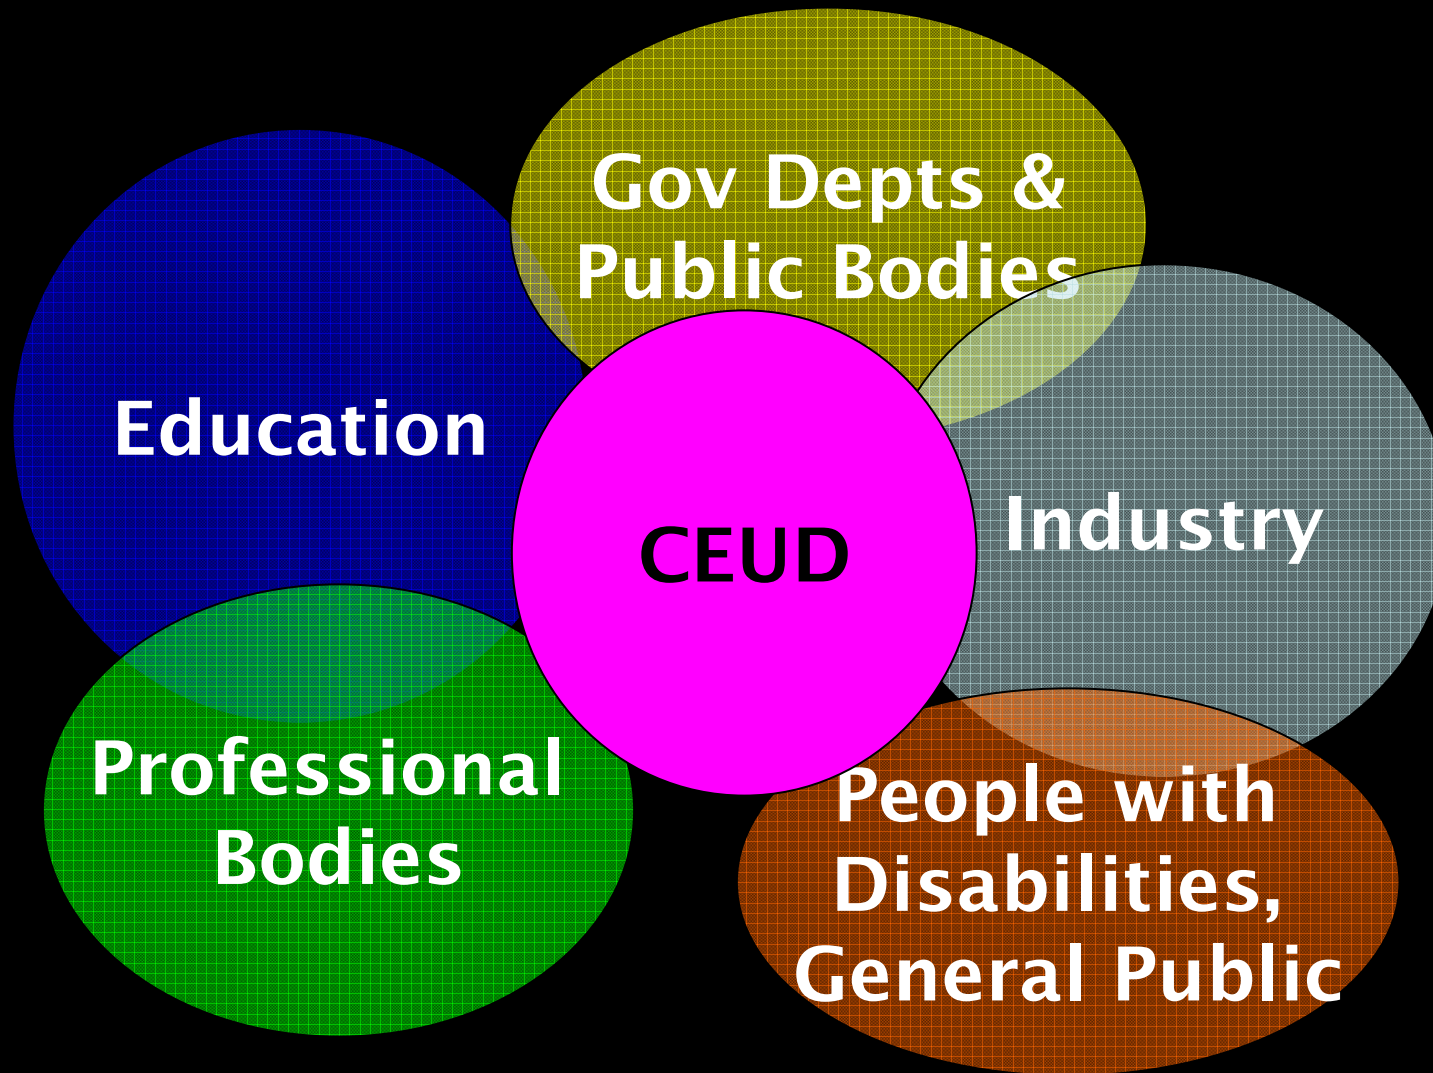 Gov Depts &
Public Bodies
Education
CEUD
Industry
Professional
Bodies
People with
Disabilities,
General Public